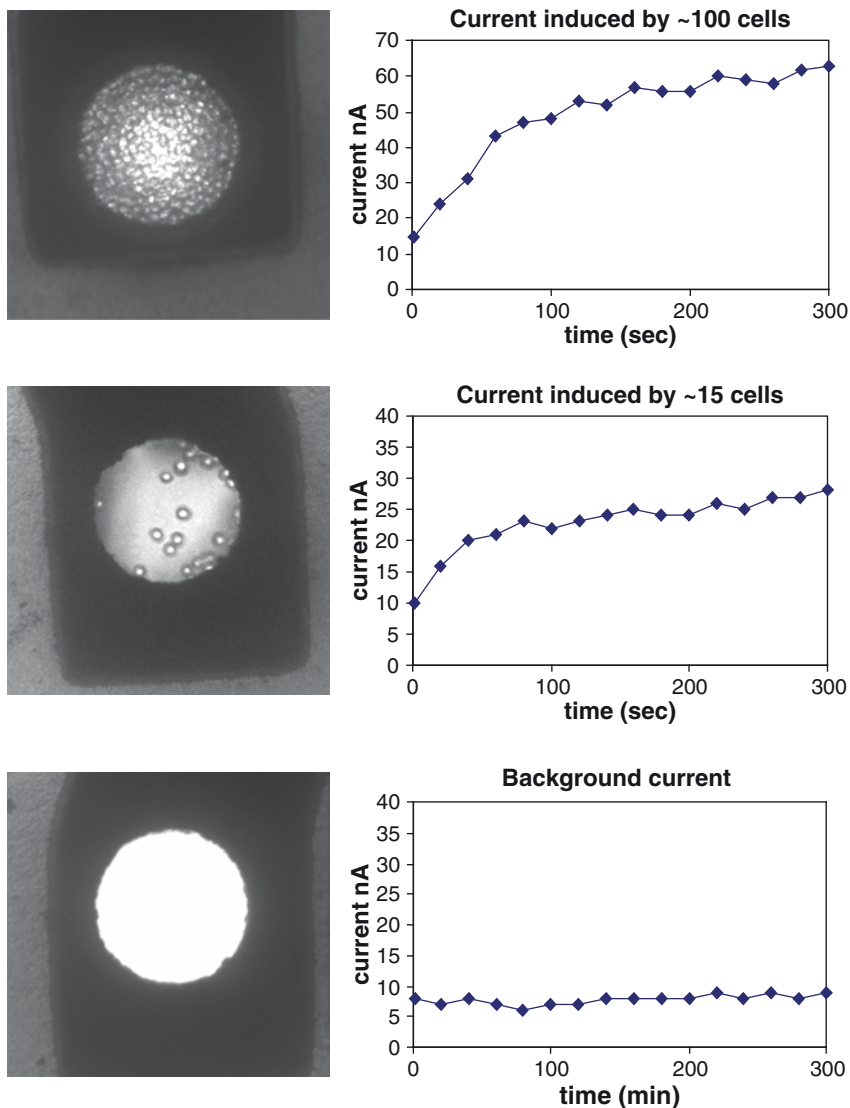 Current induced by ~100 cells
70
60
50
40
30
20
10
0
current nA
0 100 200 300
time (sec)
Current induced by ~15 cells
40
35
30
25
20
15
10
5
0
current nA
0 100 200 300
time (sec)
Background current
40
35
30
25
20
15
10
5
0
current nA
0 100 200 300
time (min)